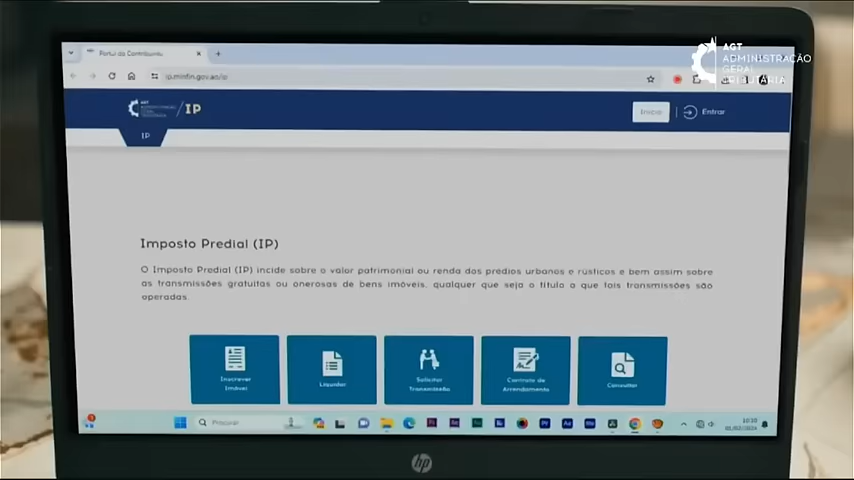 AGT
ADMINISTRAÇÃO
GERAL
TRIBUTÁRIA
Portal do Contribuinte
ip.minfin.gov.ao/ip
AGT
/IP
Início
Entrar
IP
Imposto Predial (IP)
O Imposto Predial (IP) incide sobre o valor patrimonial ou renda dos prédios urbanos e rústicos e bem assim sobre
as transmissões gratuitas ou onerosas de bens imóveis, qualquer que seja o título a que tais transmissões são
operadas.
Inscrever
Imóvel
Liquidar
Solicitar
Transmissão
Contrato de
Arrendamento
Consultar
Procurar
hp